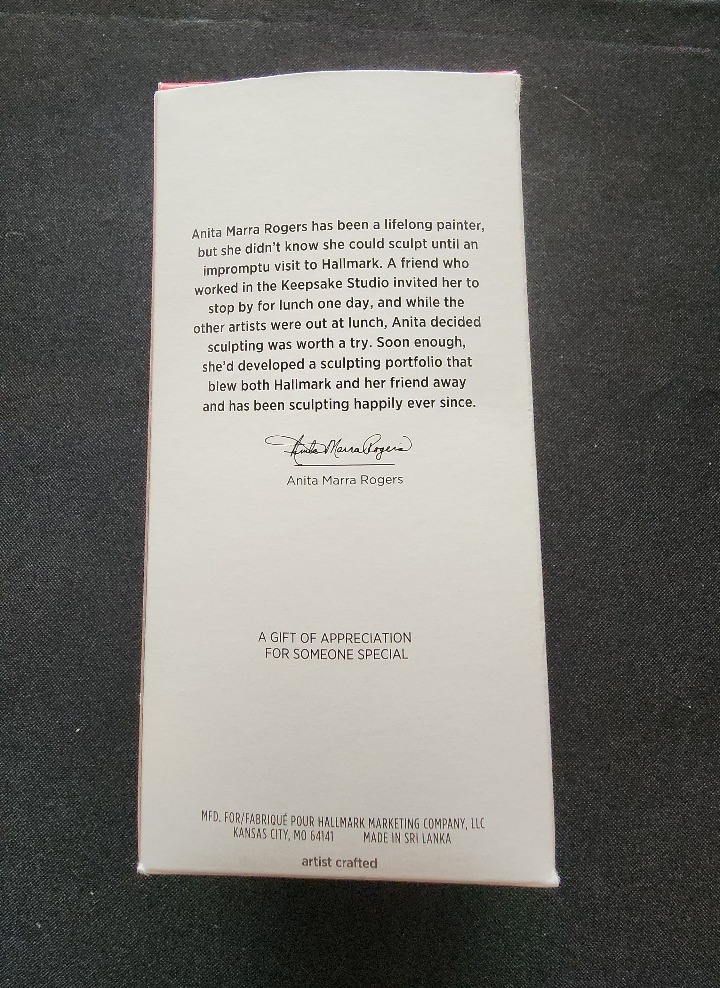 Anita Marra Rogers has been a lifelong painter,
but she didn't know she could sculpt until an
impromptu visit to Hallmark. A friend who
worked in the Keepsake Studio invited her to
stop by for lunch one day, and while the
other artists were out at lunch, Anita decided
sculpting was worth a try. Soon enough,
she'd developed a sculpting portfolio that
blew both Hallmark and her friend away
and has been sculpting happily ever since.
Anita Marra Rogers
Anita Marra Rogers
A GIFT OF APPRECIATION
FOR SOMEONE SPECIAL
MFD. FOR/FABRIQUÉ POUR HALLMARK MARKETING COMPANY, LLC
KANSAS CITY, MO 64141 MADE IN SRI LANKA
artist crafted